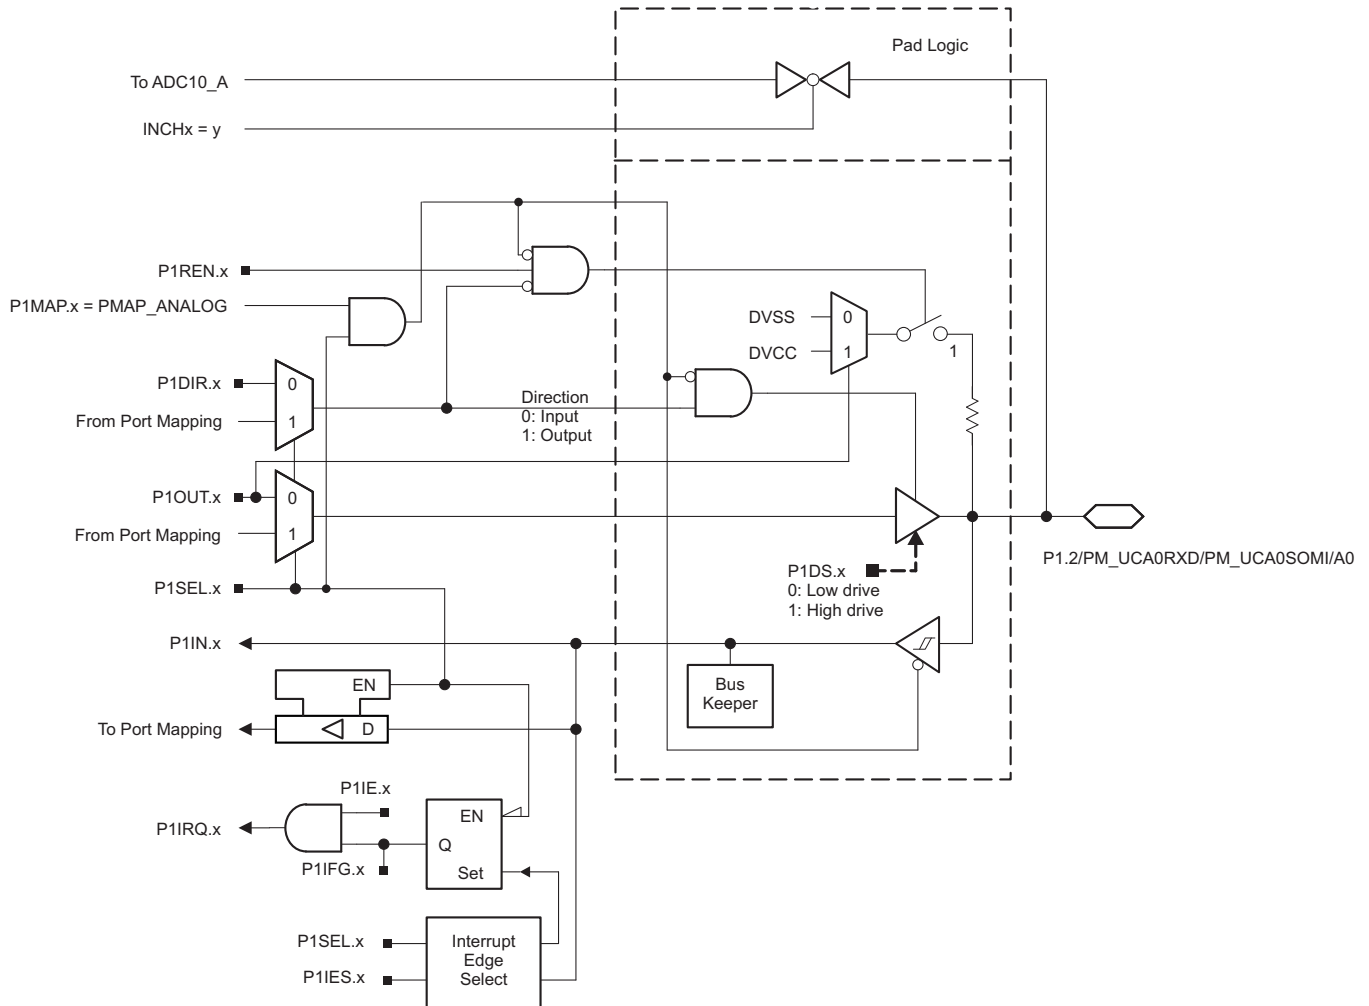 Pad Logic
To ADC10_A
INCHx = y
P1REN.x
P1MAP.x = PMAP_ANALOG
DVSS
0
DVCC
1
1
P1DIR.x
0
From Port Mapping
1
Direction
0: Input
1: Output
P1OUT.x
0
From Port Mapping
1
P1.2/PM_UCA0RXD/PM_UCA0SOMI/A0
P1DS.x
0: Low drive
1: High drive
P1SEL.x
P1IN.x
Bus
Keeper
EN
To Port Mapping
D
P1IE.x
P1IRQ.x
EN
Q
Set
P1IFG.x
P1SEL.x
P1IES.x
Interrupt
Edge
Select